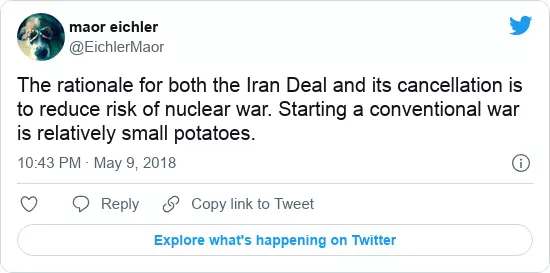 maor eichler
@EichlerMaor
The rationale for both the Iran Deal and its cancellation is
to reduce risk of nuclear war. Starting a conventional war
is relatively small potatoes.
10:43 PM · May 9, 2018
Reply
Copy link to Tweet
Explore what's happening on Twitter